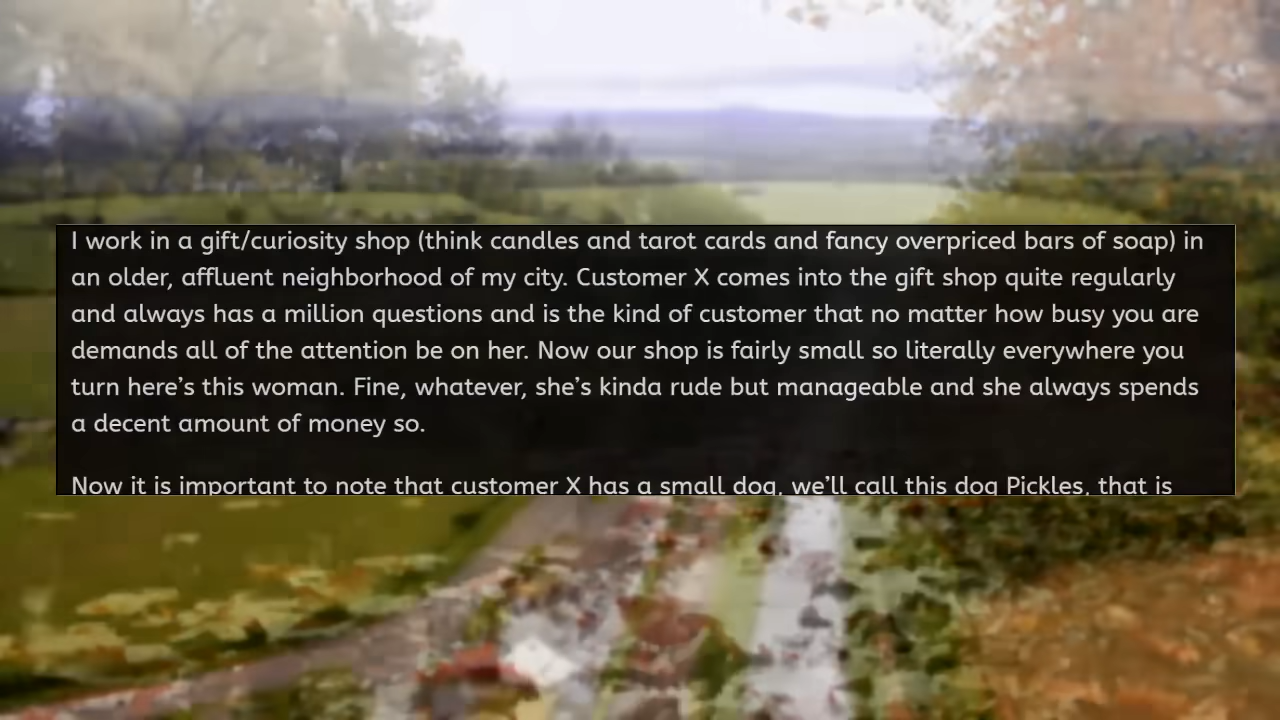 I work in a gift/curiosity shop (think candles and tarot cards and fancy overpriced bars of soap) in
an older, affluent neighborhood of my city. Customer X comes into the gift shop quite regularly
and always has a million questions and is the kind of customer that no matter how busy you are
demands all of the attention be on her. Now our shop is fairly small so literally everywhere you
turn here’s this woman. Fine, whatever, she’s kinda rude but manageable and she always spends
a decent amount of money so.
Now it is important to note that customer X has a small dog, we’ll call this dog Pickles, that is